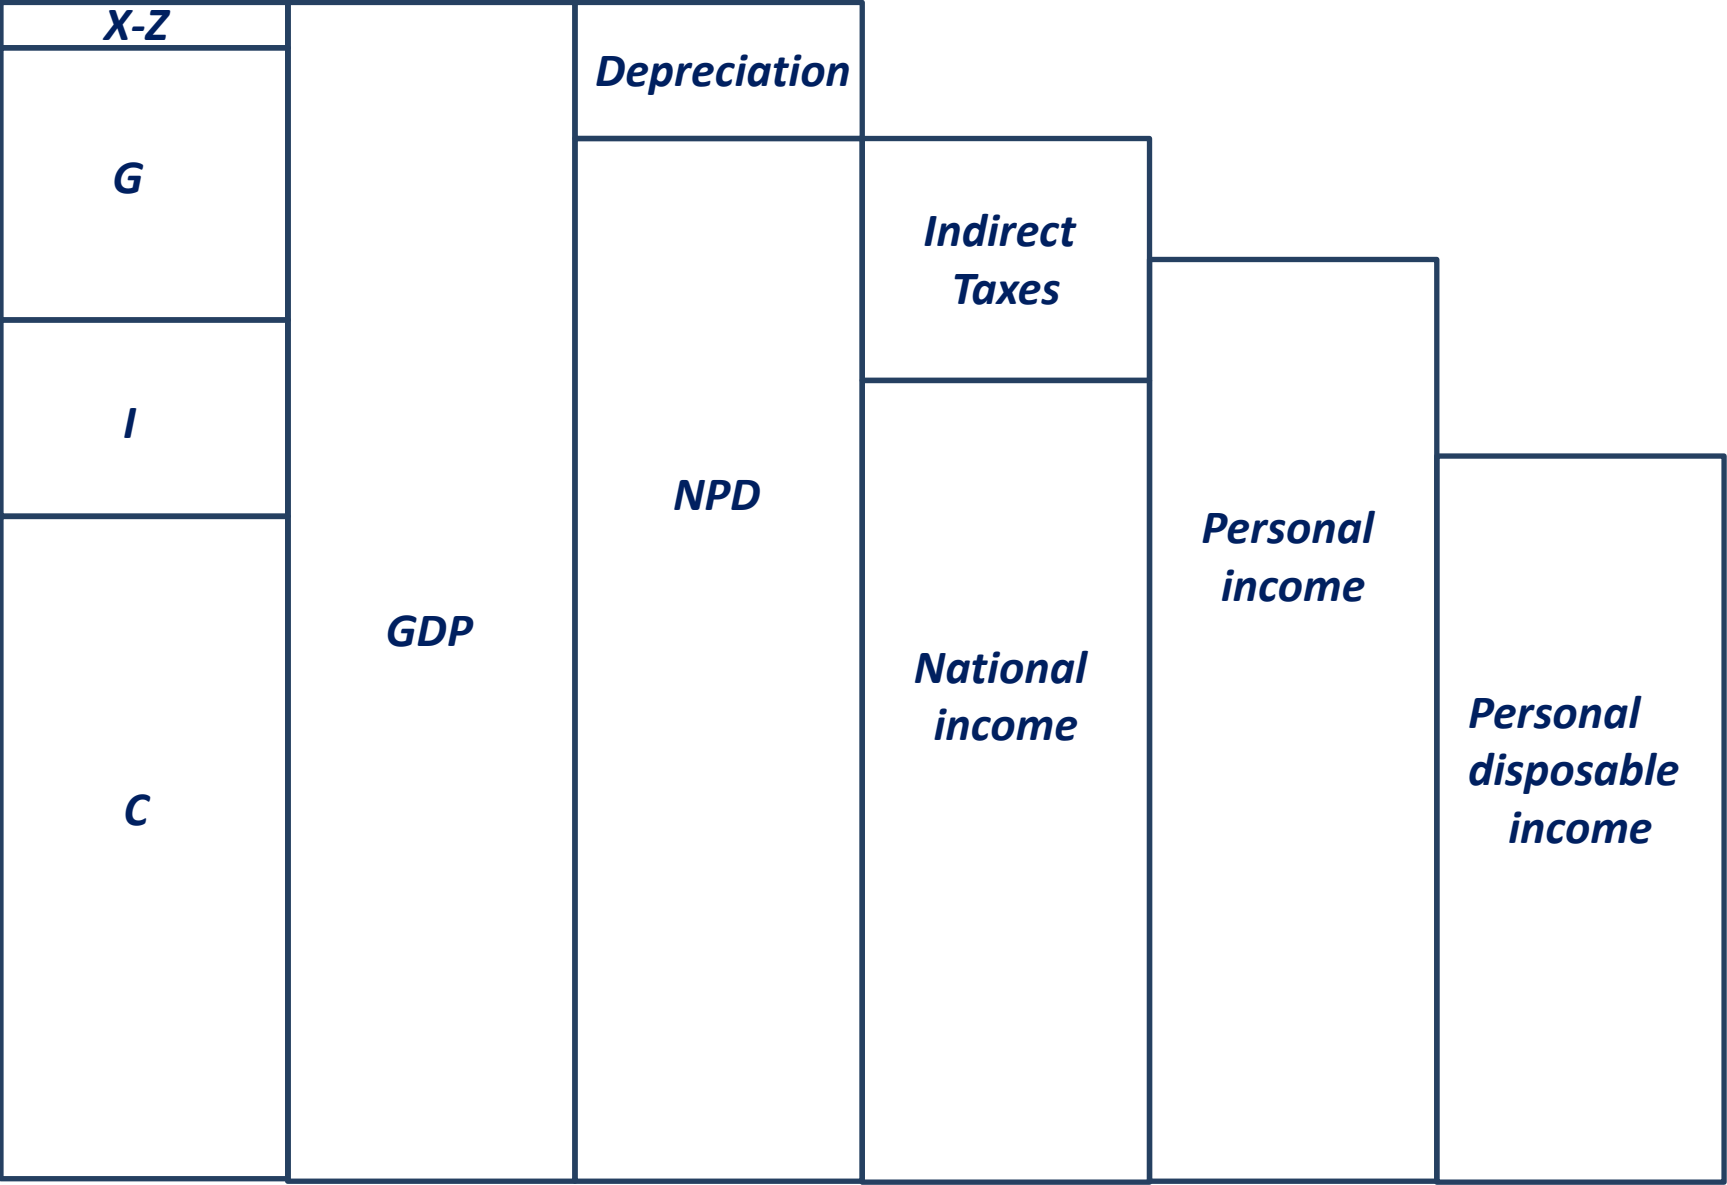 X-Z
G
I
C
GDP
Depreciation
NPD
Indirect
Taxes
National
income
Personal
income
Personal
disposable
income